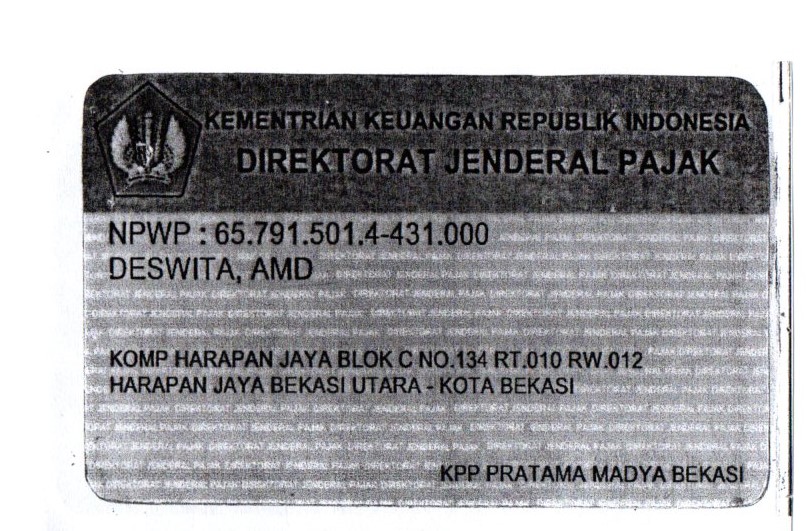 KEMENTRIAN KEUANGAN REPUBLIK INDONESIA
DIREKTORAT JENDERAL PAJAK
NPWP : 65.791.501.4-431.000
DESWITA, AMD
KOMP HARAPAN JAYA BLOK C NO.134 RT.010 RW.012
HARAPAN JAYA BEKASI UTARA - KOTA BEKASI
KPP PRATAMA MADYA BEKASI